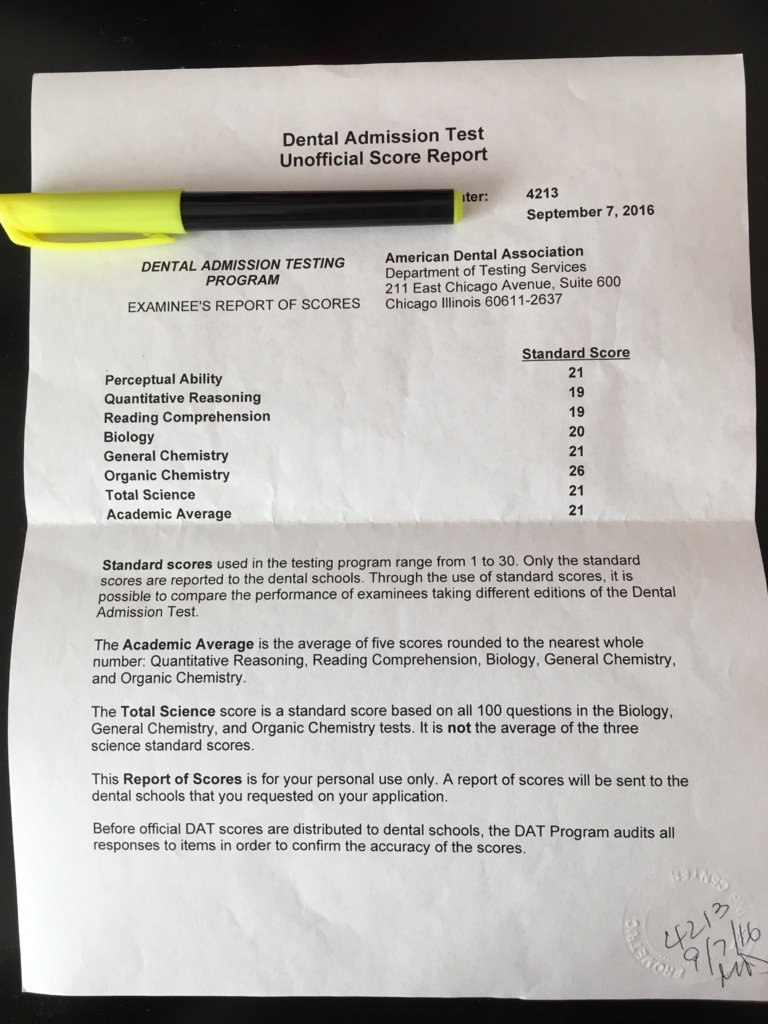 Dental Admission Test
Unofficial Score Report
4213
September 7, 2016
DENTAL ADMISSION TESTING
PROGRAM
EXAMINEE'S REPORT OF SCORES
American Dental Association
Department of Testing Services
211 East Chicago Avenue, Suite 600
Chicago Illinois 60611-2637
Standard Score
Perceptual Ability 21
Quantitative Reasoning 19
Reading Comprehension 19
Biology 20
General Chemistry 21
Organic Chemistry 26
Total Science 21
Academic Average 21
Standard scores used in the testing program range from 1 to 30. Only the standard
scores are reported to the dental schools. Through the use of standard scores, it is
possible to compare the performance of examinees taking different editions of the Dental
Admission Test.
The Academic Average is the average of five scores rounded to the nearest whole
number: Quantitative Reasoning, Reading Comprehension, Biology, General Chemistry,
and Organic Chemistry.
The Total Science score is a standard score based on all 100 questions in the Biology,
General Chemistry, and Organic Chemistry tests. It is not the average of the three
science standard scores.
This Report of Scores is for your personal use only. A report of scores will be sent to the
dental schools that you requested on your application.
Before official DAT scores are distributed to dental schools, the DAT Program audits all
responses to items in order to confirm the accuracy of the scores.
PROMETRIC
CENTER
4213
9/7/16